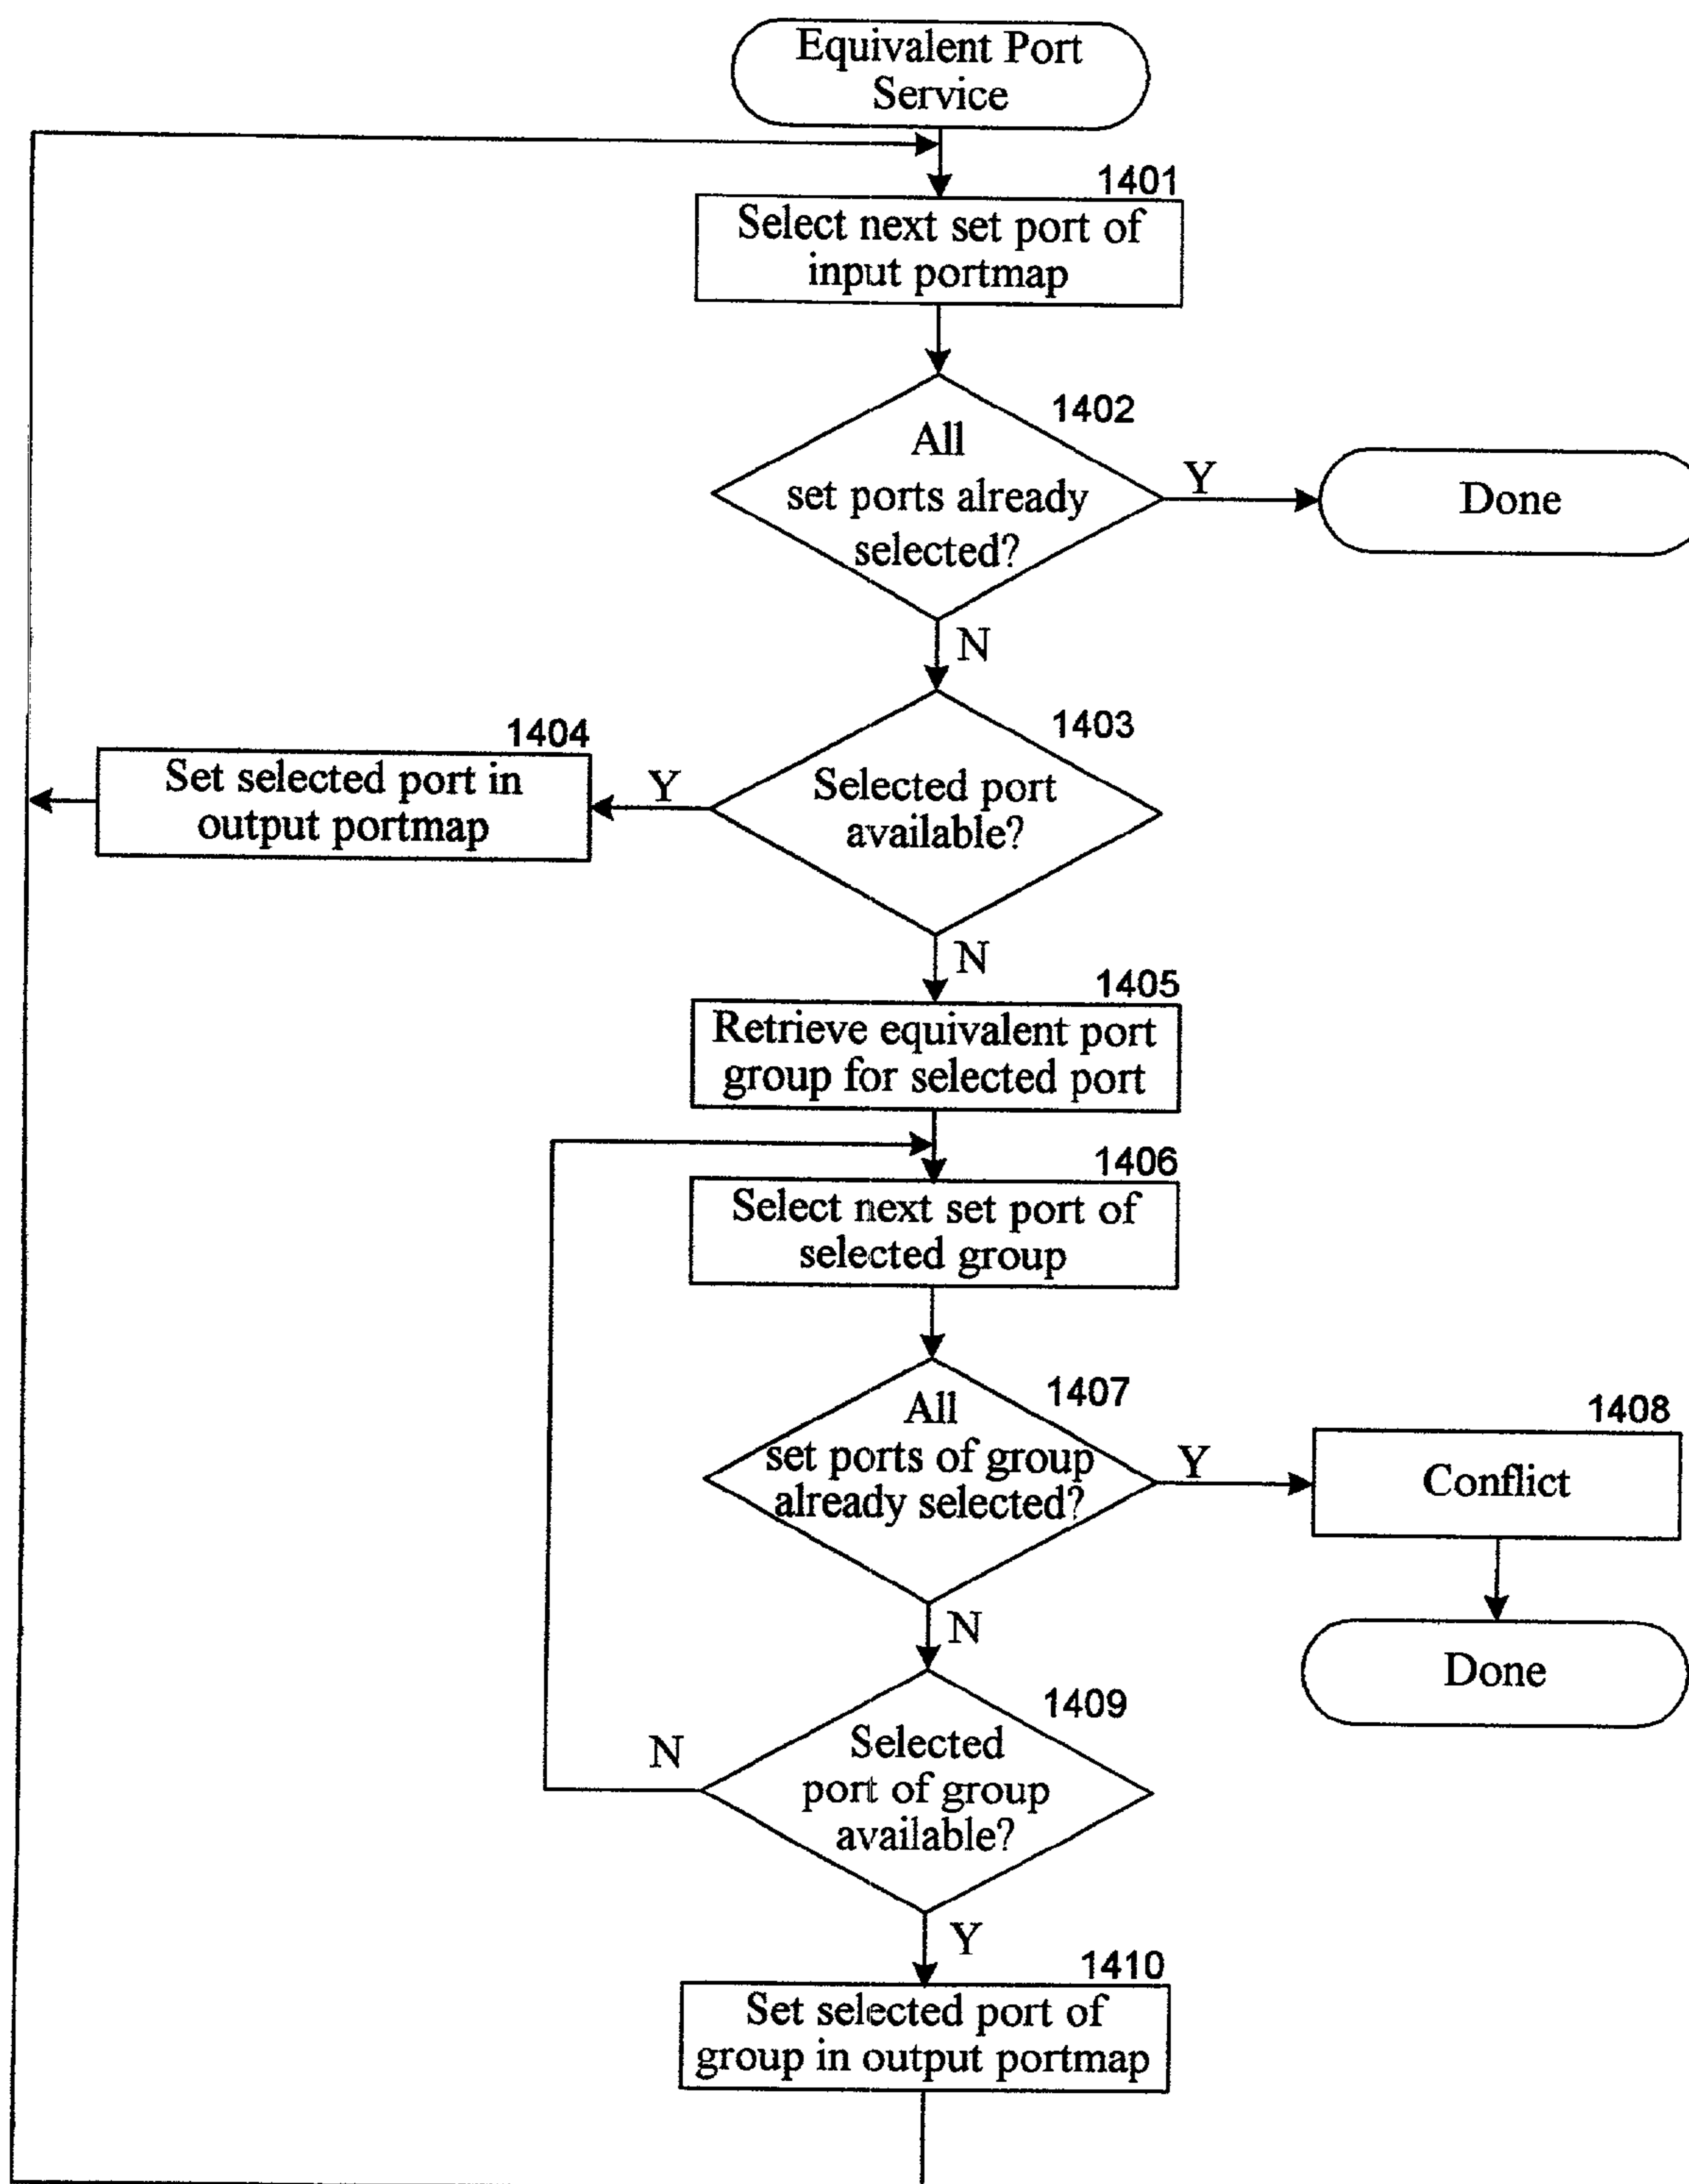 Equivalent Port
Service
1401
Select next set port of
input portmap
1402
All
set ports already
selected?
Y
Done
N
1403
Selected port
available?
Y
1404
Set selected port in
output portmap
N
1405
Retrieve equivalent port
group for selected port
1406
Select next set port of
selected group
1407
All
set ports of group
already selected?
Y
1408
Conflict
Done
N
1409
Selected
port of group
available?
N
Y
1410
Set selected port of
group in output portmap